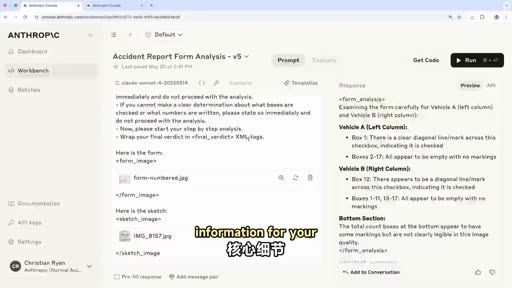 Anthropic Console
Anthropic Console
ANTHROP\C
Default
Dashboard
Workbench
Batches
Documentation
API keys
Settings
Christian Ryan
Accident Report Form Analysis - v5
Prompt
Evaluate
Get Code
Run
claude-sonnet-4-20250514
Examples
Templatize
immediately and do not proceed with the analysis.
- If you cannot make a clear determination about what boxes are
checked or what numbers are written, please state so immediately and
do not proceed with the analysis.
- Now, please start your step by step analysis.
- Wrap your final verdict in <final_verdict> XML tags.
Here is the form:
<form_image>
form-numbered.jpg
</form_image>
Here is the sketch:
<sketch_image>
IMG_8157.jpg
</sketch_image
Pre-fill response
Add message pair
Response
Preview
API
<form_analysis>
Examining the form carefully for Vehicle A (left column)
and Vehicle B (right column):
Vehicle A (Left Column):
• Box 1: There is a clear diagonal line/mark across this
checkbox, indicating it is checked
• Boxes 2-17: All appear to be empty with no markings
Vehicle B (Right Column):
• Box 12: There appears to be a diagonal line/mark
across this checkbox, indicating it is checked
• Boxes 1-11, 13-17: All appear to be empty with no
markings
Bottom Section:
The total count boxes at the bottom appear to have
some markings but are not clearly legible in this image
quality.
</form_analysis>
Add to Conversation
information for your
核心细节